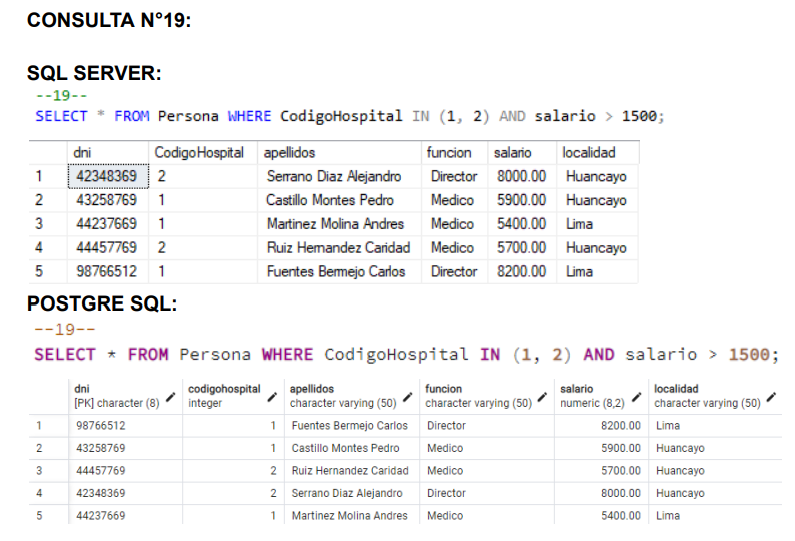 CONSULTA N°19:
SQL SERVER:
--19--
SELECT * FROM Persona WHERE CodigoHospital IN (1, 2) AND salario > 1500;
dni CodigoHospital apellidos funcion salario localidad
1 42348369 2 Serrano Diaz Alejandro Director 8000.00 Huancayo
2 43258769 1 Castillo Montes Pedro Medico 5900.00 Huancayo
3 44237669 1 Martinez Molina Andres Medico 5400.00 Lima
4 44457769 2 Ruiz Hernandez Caridad Medico 5700.00 Huancayo
5 98766512 1 Fuentes Bermejo Carlos Director 8200.00 Lima
POSTGRE SQL:
--19--
SELECT * FROM Persona WHERE CodigoHospital IN (1, 2) AND salario > 1500;
dni codigohospital apellidos funcion salario localidad
[PK] character (8) integer character varying (50) character varying (50) numeric (8,2) character varying (50)
1 98766512 1 Fuentes Bermejo Carlos Director 8200.00 Lima
2 43258769 1 Castillo Montes Pedro Medico 5900.00 Huancayo
3 44457769 2 Ruiz Hernandez Caridad Medico 5700.00 Huancayo
4 42348369 2 Serrano Diaz Alejandro Director 8000.00 Huancayo
5 44237669 1 Martinez Molina Andres Medico 5400.00 Lima